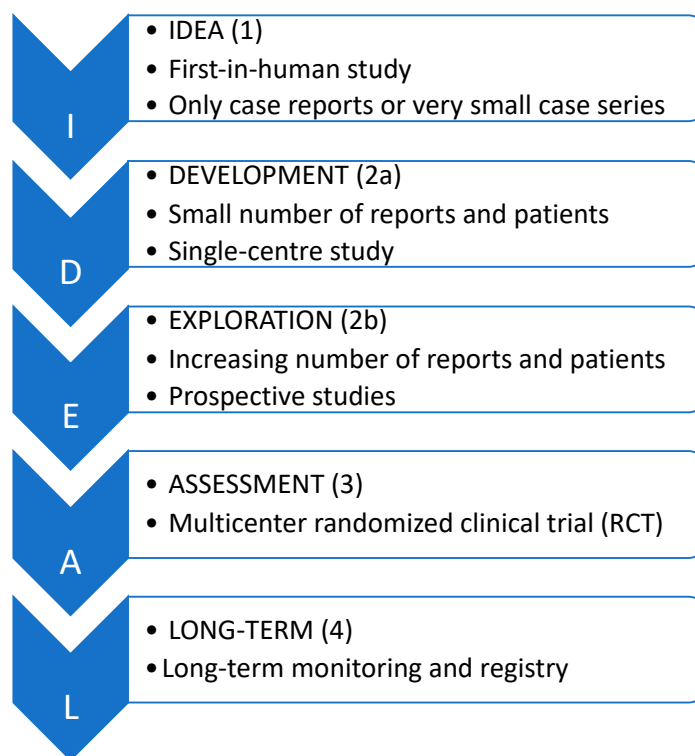 I
• IDEA (1)
• First-in-human study
• Only case reports or very small case series
D
• DEVELOPMENT (2a)
• Small number of reports and patients
• Single-centre study
E
• EXPLORATION (2b)
• Increasing number of reports and patients
• Prospective studies
A
• ASSESSMENT (3)
• Multicenter randomized clinical trial (RCT)
L
• LONG-TERM (4)
• Long-term monitoring and registry